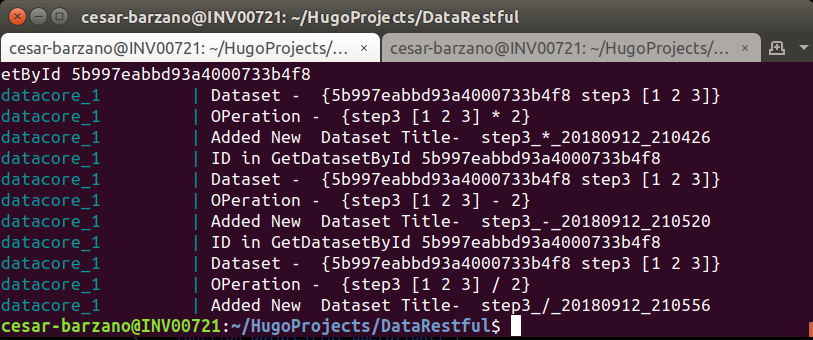 cesar-barzano@INV00721: ~/HugoProjects/DataRestful
cesar-barzano@INV00721: ~/HugoProjects/… × cesar-barzano@INV00721: ~/HugoProjects/… ×
etById 5b997eabbd93a4000733b4f8
datacore_1 | Dataset - {5b997eabbd93a4000733b4f8 step3 [1 2 3]}
datacore_1 | OPeration - {step3 [1 2 3] * 2}
datacore_1 | Added New Dataset Title- step3_*_20180912_210426
datacore_1 | ID in GetDatasetById 5b997eabbd93a4000733b4f8
datacore_1 | Dataset - {5b997eabbd93a4000733b4f8 step3 [1 2 3]}
datacore_1 | OPeration - {step3 [1 2 3] - 2}
datacore_1 | Added New Dataset Title- step3_-_20180912_210520
datacore_1 | ID in GetDatasetById 5b997eabbd93a4000733b4f8
datacore_1 | Dataset - {5b997eabbd93a4000733b4f8 step3 [1 2 3]}
datacore_1 | OPeration - {step3 [1 2 3] / 2}
datacore_1 | Added New Dataset Title- step3_/_20180912_210556
cesar-barzano@INV00721:~/HugoProjects/DataRestful$